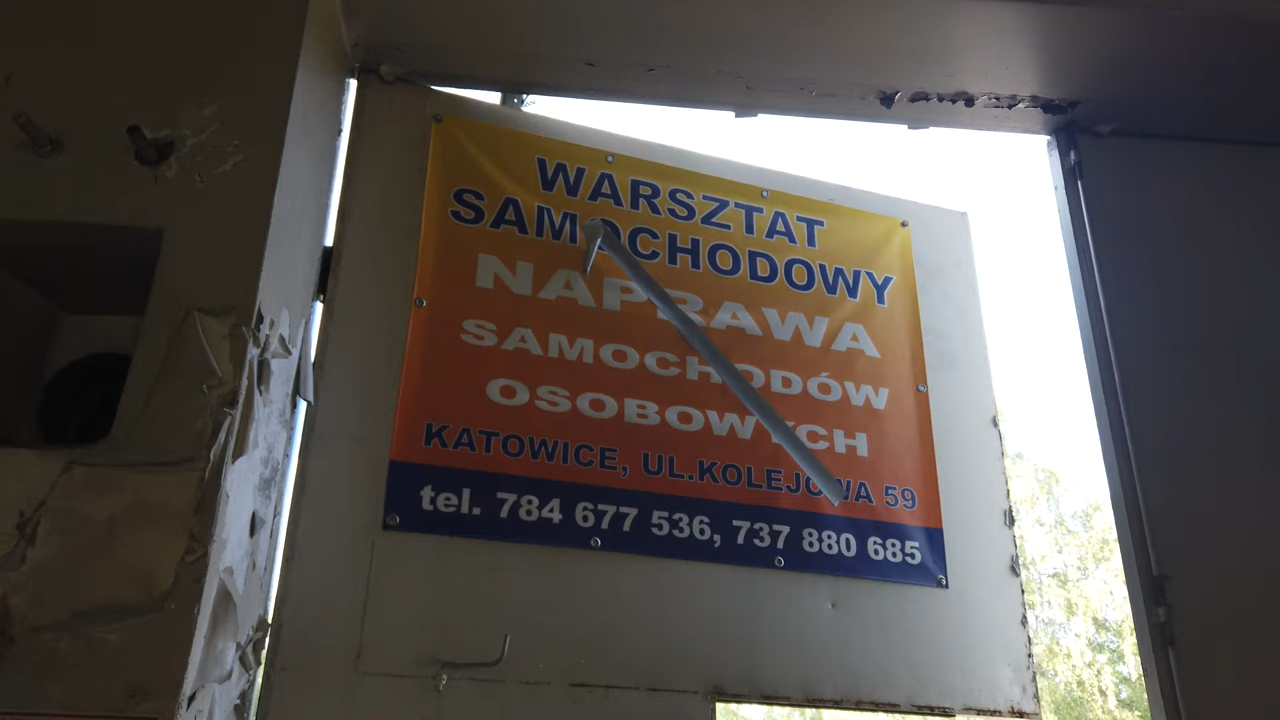 WARSZTAT
SAMOCHODOWY
NAPRAWA
SAMOCHODÓW
OSOBOWYCH
KATOWICE, UL.KOLEJOWA 59
tel. 784 677 536, 737 880 685